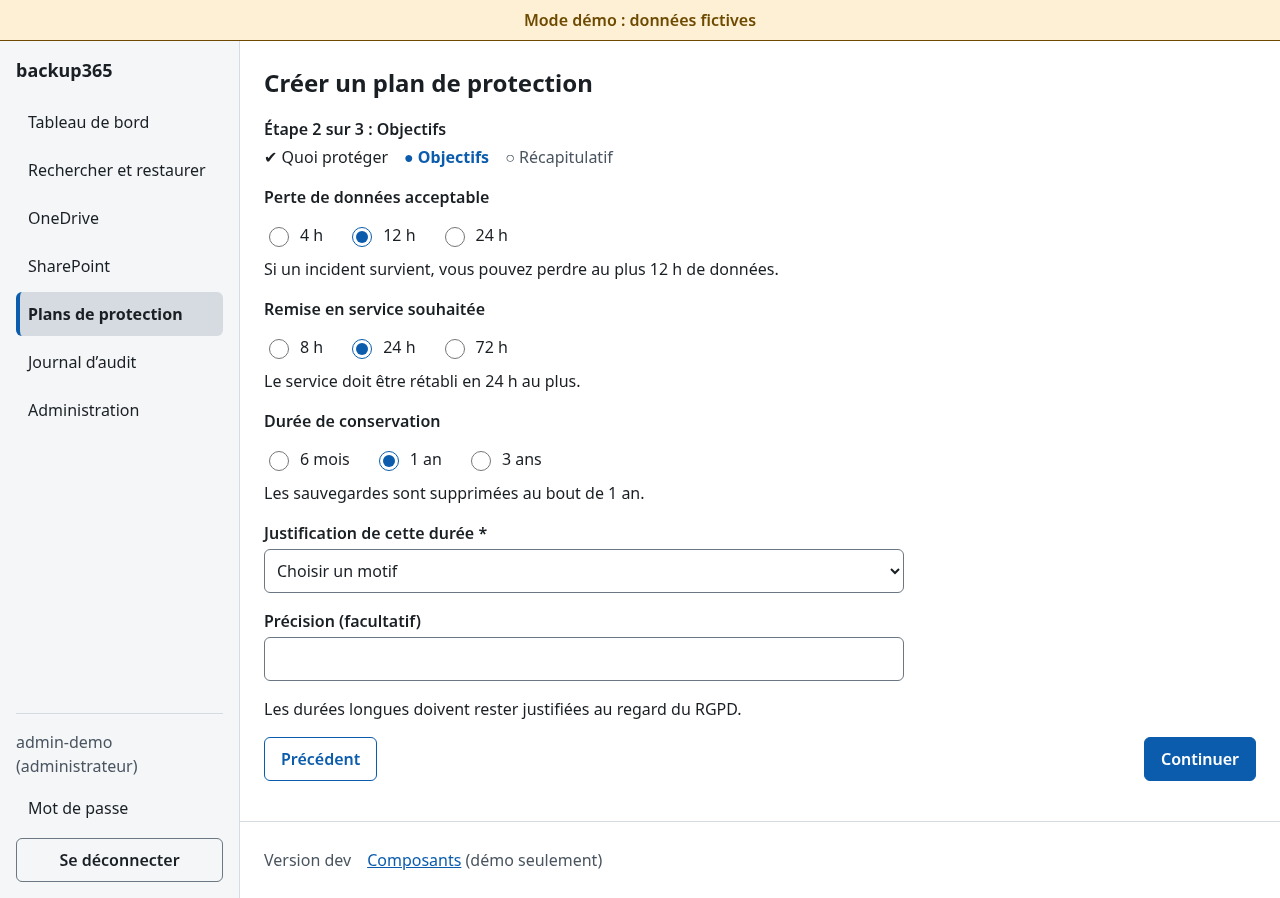 Mode démo : données fictives
backup365
Tableau de bord
Rechercher et restaurer
OneDrive
SharePoint
Plans de protection
Journal d’audit
Administration
admin-demo
(administrateur)
Mot de passe
Se déconnecter
Créer un plan de protection
Étape 2 sur 3 : Objectifs
✔ Quoi protéger ● Objectifs ○ Récapitulatif
Perte de données acceptable
4 h 12 h 24 h
Si un incident survient, vous pouvez perdre au plus 12 h de données.
Remise en service souhaitée
8 h 24 h 72 h
Le service doit être rétabli en 24 h au plus.
Durée de conservation
6 mois 1 an 3 ans
Les sauvegardes sont supprimées au bout de 1 an.
Justification de cette durée *
Choisir un motif
Précision (facultatif)
Les durées longues doivent rester justifiées au regard du RGPD.
Précédent Continuer
Version dev Composants (démo seulement)